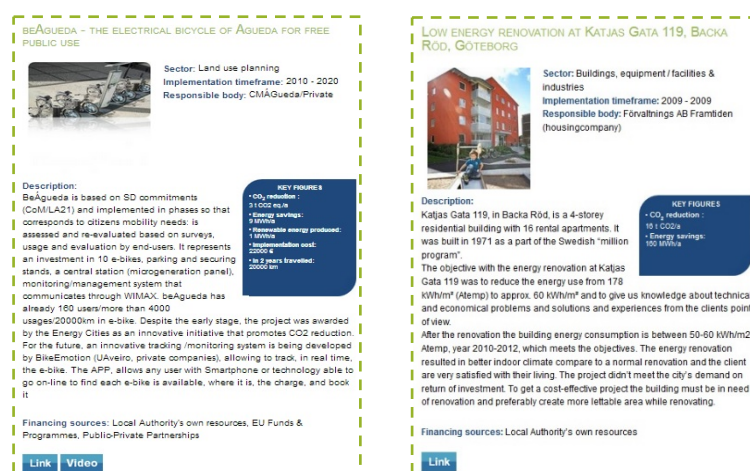 BEÁGUEDA - THE ELECTRICAL BICYCLE OF ÁGUEDA FOR FREE
PUBLIC USE
Sector: Land use planning
Implementation timeframe: 2010 - 2020
Responsible body: CMÁGueda/Private
Description:
BeÁgueda is based on SD commitments
(CoM/LA21) and implemented in phases so that
corresponds to citizens mobility needs: is
assessed and re-evaluated based on surveys,
usage and evaluation by end-users. It represents
an investment in 10 e-bikes, parking and securing
stands, a central station (microgeneration panel),
monitoring/management system that
communicates through WIMAX. beÁgueda has
already 160 users/more than 4000
usages/20000km in e-bike. Despite the early stage, the project was awarded
by the Energy Cities as an innovative initiative that promotes CO2 reduction.
For the future, an innovative tracking /monitoring system is being developed
by BikeEmotion (UAveiro, private companies), allowing to track, in real time,
the e-bike. The APP, allows any user with Smartphone or technology able to
go on-line to find each e-bike is available, where it is, the charge, and book
it
KEY FIGURES
• CO₂ reduction :
3 t CO2 eq./a
• Energy savings:
9 MWh/a
• Renewable energy produced:
1 MWh/a
• Implementation cost:
22000 €
• In 2 years travelled:
20000 km
Financing sources: Local Authority's own resources, EU Funds &
Programmes, Public-Private Partnerships
Link Video
LOW ENERGY RENOVATION AT KATJAS GATA 119, BACKA
RÖD, GÖTEBORG
Sector: Buildings, equipment / facilities &
industries
Implementation timeframe: 2009 - 2009
Responsible body: Förvaltnings AB Framtiden
(housingcompany)
Description:
Katjas Gata 119, in Backa Röd, is a 4-storey
residential building with 16 rental apartments. It
was built in 1971 as a part of the Swedish "million
program".
The objective with the energy renovation at Katjas
Gata 119 was to reduce the energy use from 178
kWh/m² (Atemp) to approx. 60 kWh/m² and to give us knowledge about technical
and economical problems and solutions and experiences from the clients point
of view.
After the renovation the building energy consumption is between 50-60 kWh/m2
Atemp, year 2010-2012, which meets the objectives. The energy renovation
resulted in better indoor climate compare to a normal renovation and the client
are very satisfied with their living. The project didn't meet the city's demand on
return of investment. To get a cost-effective project the building must be in need
of renovation and preferably create more lettable area while renovating.
KEY FIGURES
• CO₂ reduction :
16 t CO2/a
• Energy savings:
160 MWh/a
Financing sources: Local Authority's own resources
Link